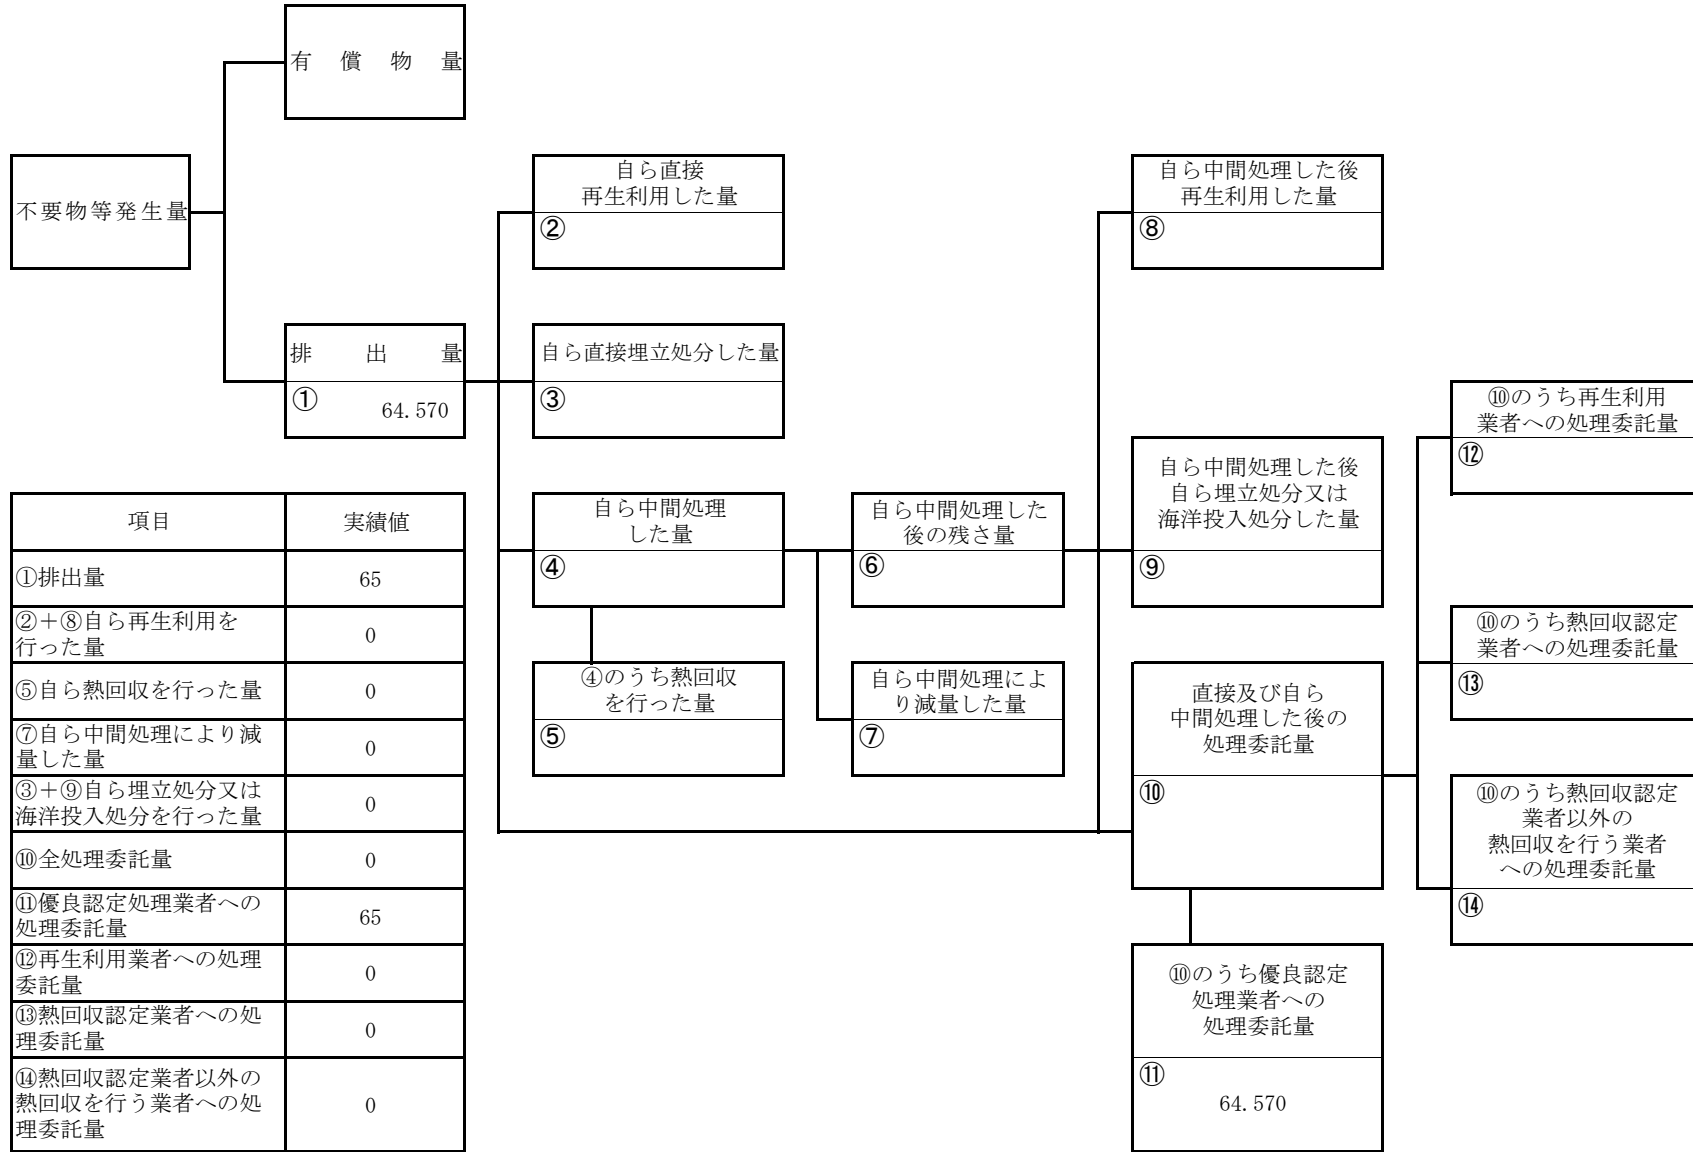 有償物量
不要物等発生量
自ら直接
再生利用した量
②
自ら中間処理した後
再生利用した量
⑧
排出量
① 64.570
自ら直接埋立処分した量
③
⑩のうち再生利用
業者への処理委託量
⑫
自ら中間処理
した量
④
自ら中間処理した
後の残さ量
⑥
自ら中間処理した後
自ら埋立処分又は
海洋投入処分した量
⑨
⑩のうち熱回収認定
業者への処理委託量
⑬
④のうち熱回収
を行った量
⑤
自ら中間処理によ
り減量した量
⑦
直接及び自ら
中間処理した後の
処理委託量
⑩
⑩のうち熱回収認定
業者以外の
熱回収を行う業者
への処理委託量
⑭
⑩のうち優良認定
処理業者への
処理委託量
⑪
64.570
項目 実績値
①排出量 65
②+⑧自ら再生利用を
行った量 0
⑤自ら熱回収を行った量 0
⑦自ら中間処理により減
量した量 0
③+⑨自ら埋立処分又は
海洋投入処分を行った量 0
⑩全処理委託量 0
⑪優良認定処理業者への
処理委託量 65
⑫再生利用業者への処理
委託量 0
⑬熱回収認定業者への処
理委託量 0
⑭熱回収認定業者以外の
熱回収を行う業者への処
理委託量 0